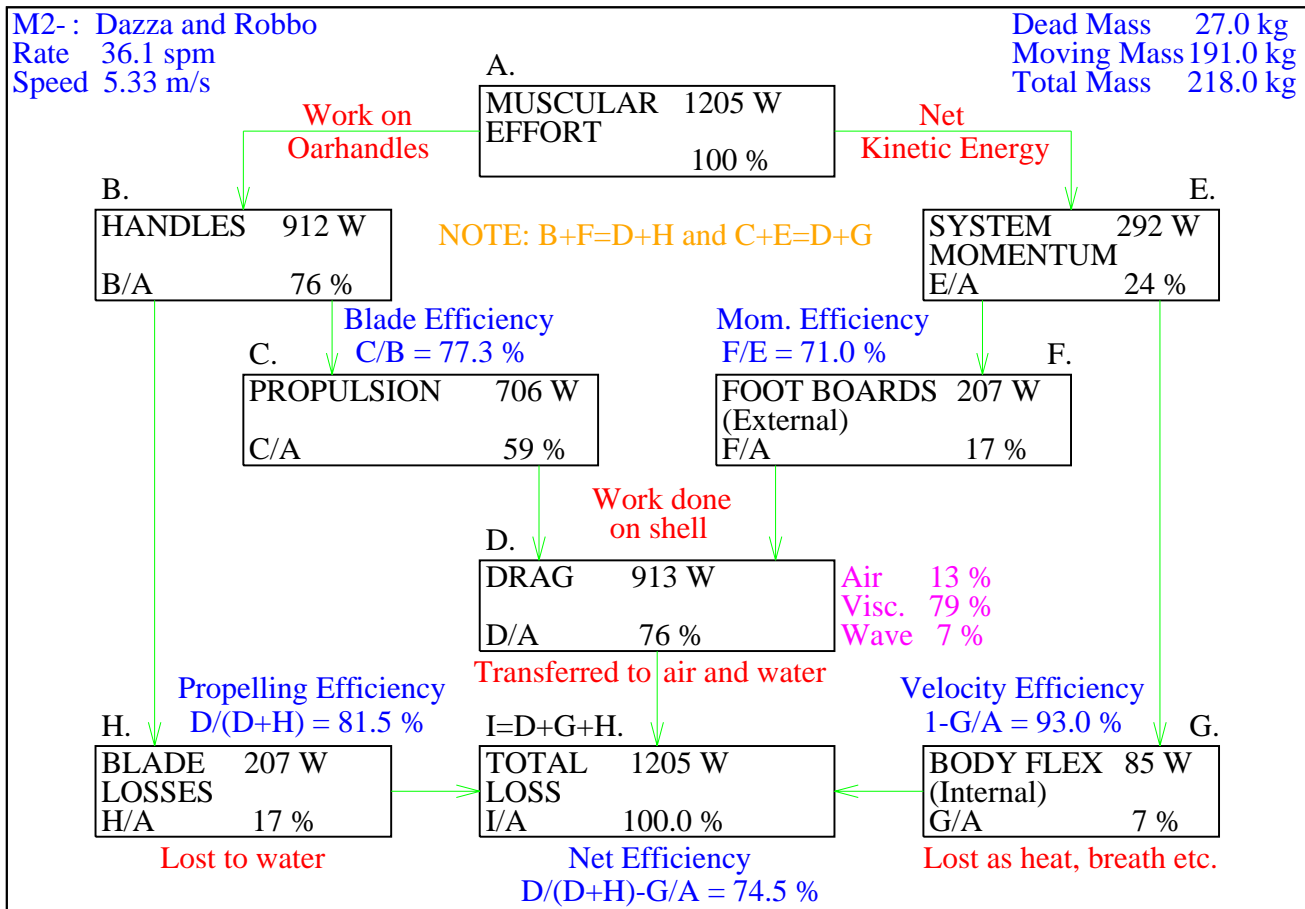 M2- : Dazza and Robbo
Rate 36.1 spm
Speed 5.33 m/s
Dead Mass 27.0 kg
Moving Mass 191.0 kg
Total Mass 218.0 kg
A.
MUSCULAR 1205 W
EFFORT
100 %
Work on
Oarhandles
Net
Kinetic Energy
B.
HANDLES 912 W
B/A 76 %
NOTE: B+F=D+H and C+E=D+G
E.
SYSTEM 292 W
MOMENTUM
E/A 24 %
Blade Efficiency
C/B = 77.3 %
Mom. Efficiency
F/E = 71.0 %
C.
PROPULSION 706 W
C/A 59 %
F.
FOOT BOARDS 207 W
(External)
F/A 17 %
Work done
on shell
D.
DRAG 913 W
D/A 76 %
Air 13 %
Visc. 79 %
Wave 7 %
Transferred to air and water
Propelling Efficiency
D/(D+H) = 81.5 %
Velocity Efficiency
1-G/A = 93.0 %
H.
BLADE 207 W
LOSSES
H/A 17 %
Lost to water
I=D+G+H.
TOTAL 1205 W
LOSS
I/A 100.0 %
Net Efficiency
D/(D+H)-G/A = 74.5 %
G.
BODY FLEX 85 W
(Internal)
G/A 7 %
Lost as heat, breath etc.